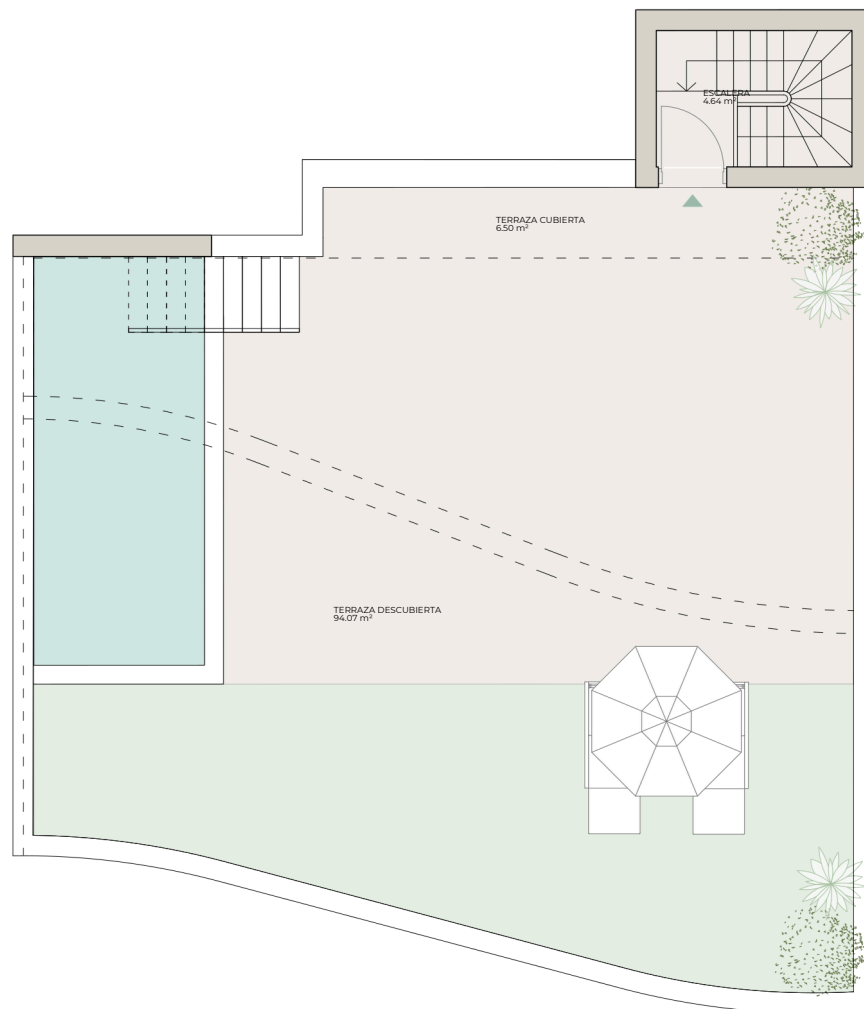 ESCALERA
4.64 m²
TERRAZA CUBIERTA
6.50 m²
TERRAZA DESCUBIERTA
94.07 m²